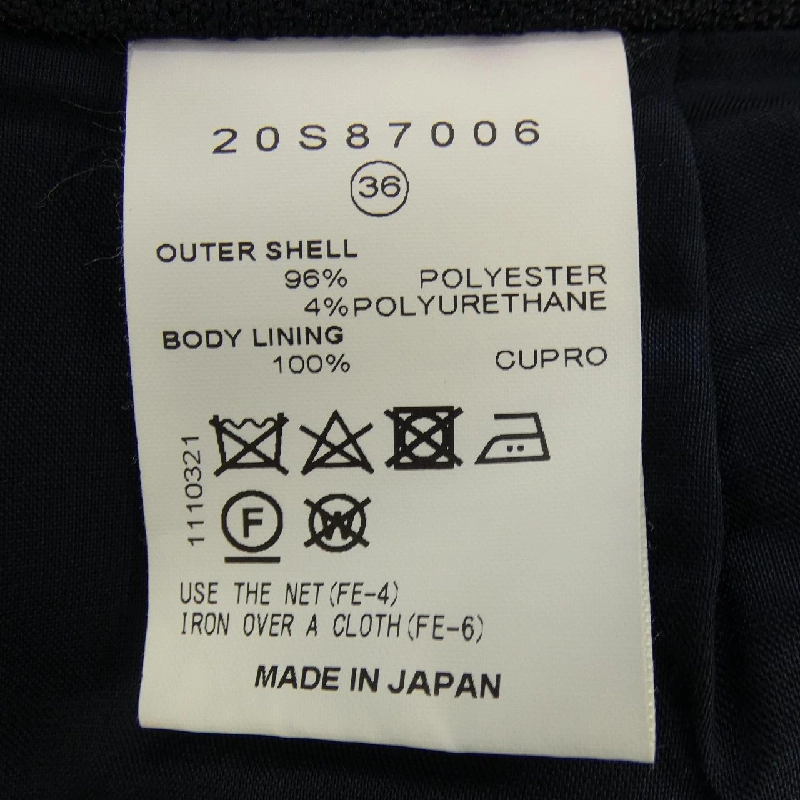 20S87006
36
OUTER SHELL
96% POLYESTER
4% POLYURETHANE
BODY LINING
100% CUPRO
1110321
F
W
USE THE NET(FE-4)
IRON OVER A CLOTH(FE-6)
MADE IN JAPAN